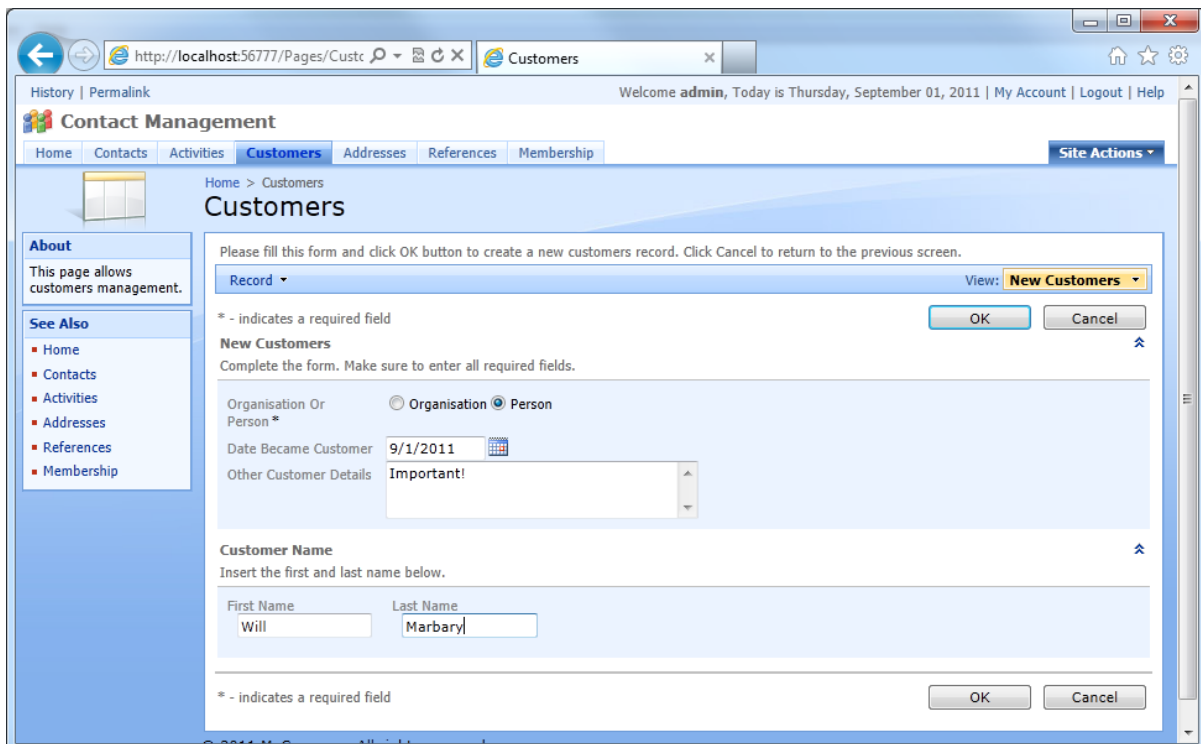 http://localhost:56777/Pages/Custc
Customers
History | Permalink
Welcome admin, Today is Thursday, September 01, 2011 | My Account | Logout | Help
Contact Management
Home Contacts Activities Customers Addresses References Membership
Site Actions
Home > Customers
Customers
About
This page allows
customers management.
See Also
Home
Contacts
Activities
Addresses
References
Membership
Please fill this form and click OK button to create a new customers record. Click Cancel to return to the previous screen.
Record
View: New Customers
* - indicates a required field
OK Cancel
New Customers
Complete the form. Make sure to enter all required fields.
Organisation Or
Person *
Organisation Person
Date Became Customer 9/1/2011
Other Customer Details Important!
Customer Name
Insert the first and last name below.
First Name Last Name
Will Marbary
* - indicates a required field
OK Cancel